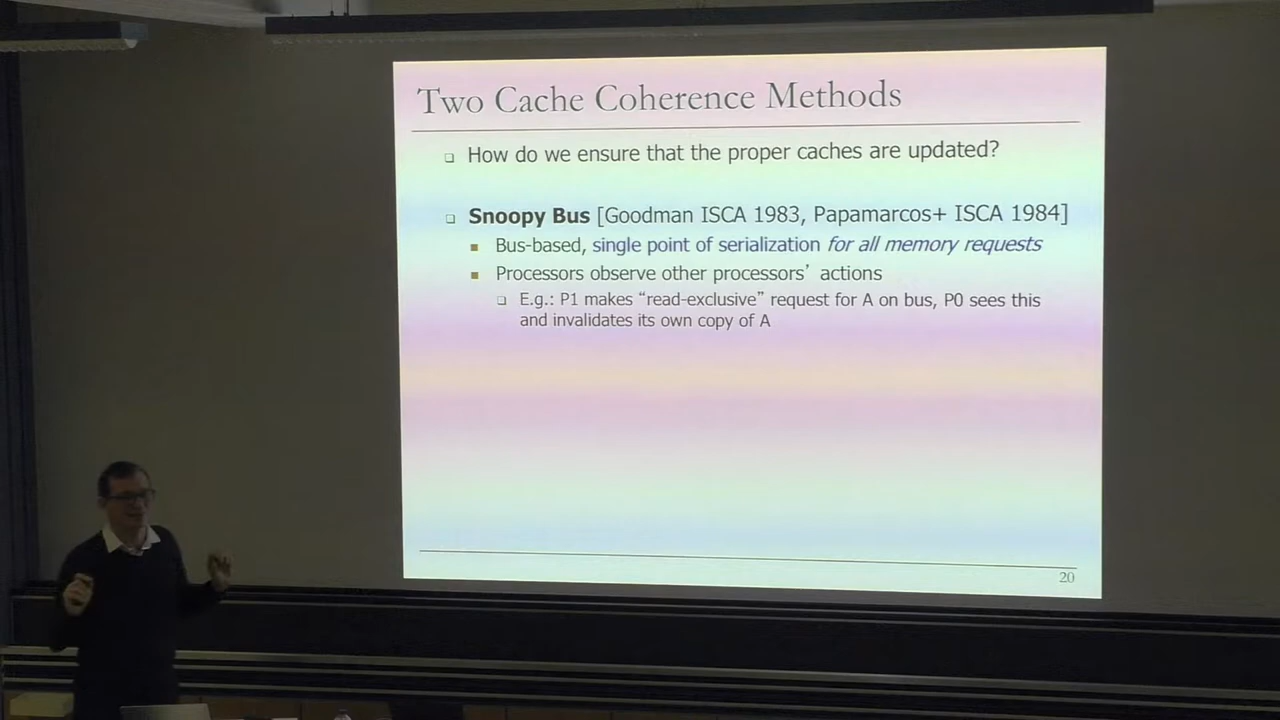 Two Cache Coherence Methods
How do we ensure that the proper caches are updated?
Snoopy Bus [Goodman ISCA 1983, Papamarcos+ ISCA 1984]
Bus-based, single point of serialization for all memory requests
Processors observe other processors' actions
E.g.: P1 makes "read-exclusive" request for A on bus, P0 sees this
and invalidates its own copy of A
20